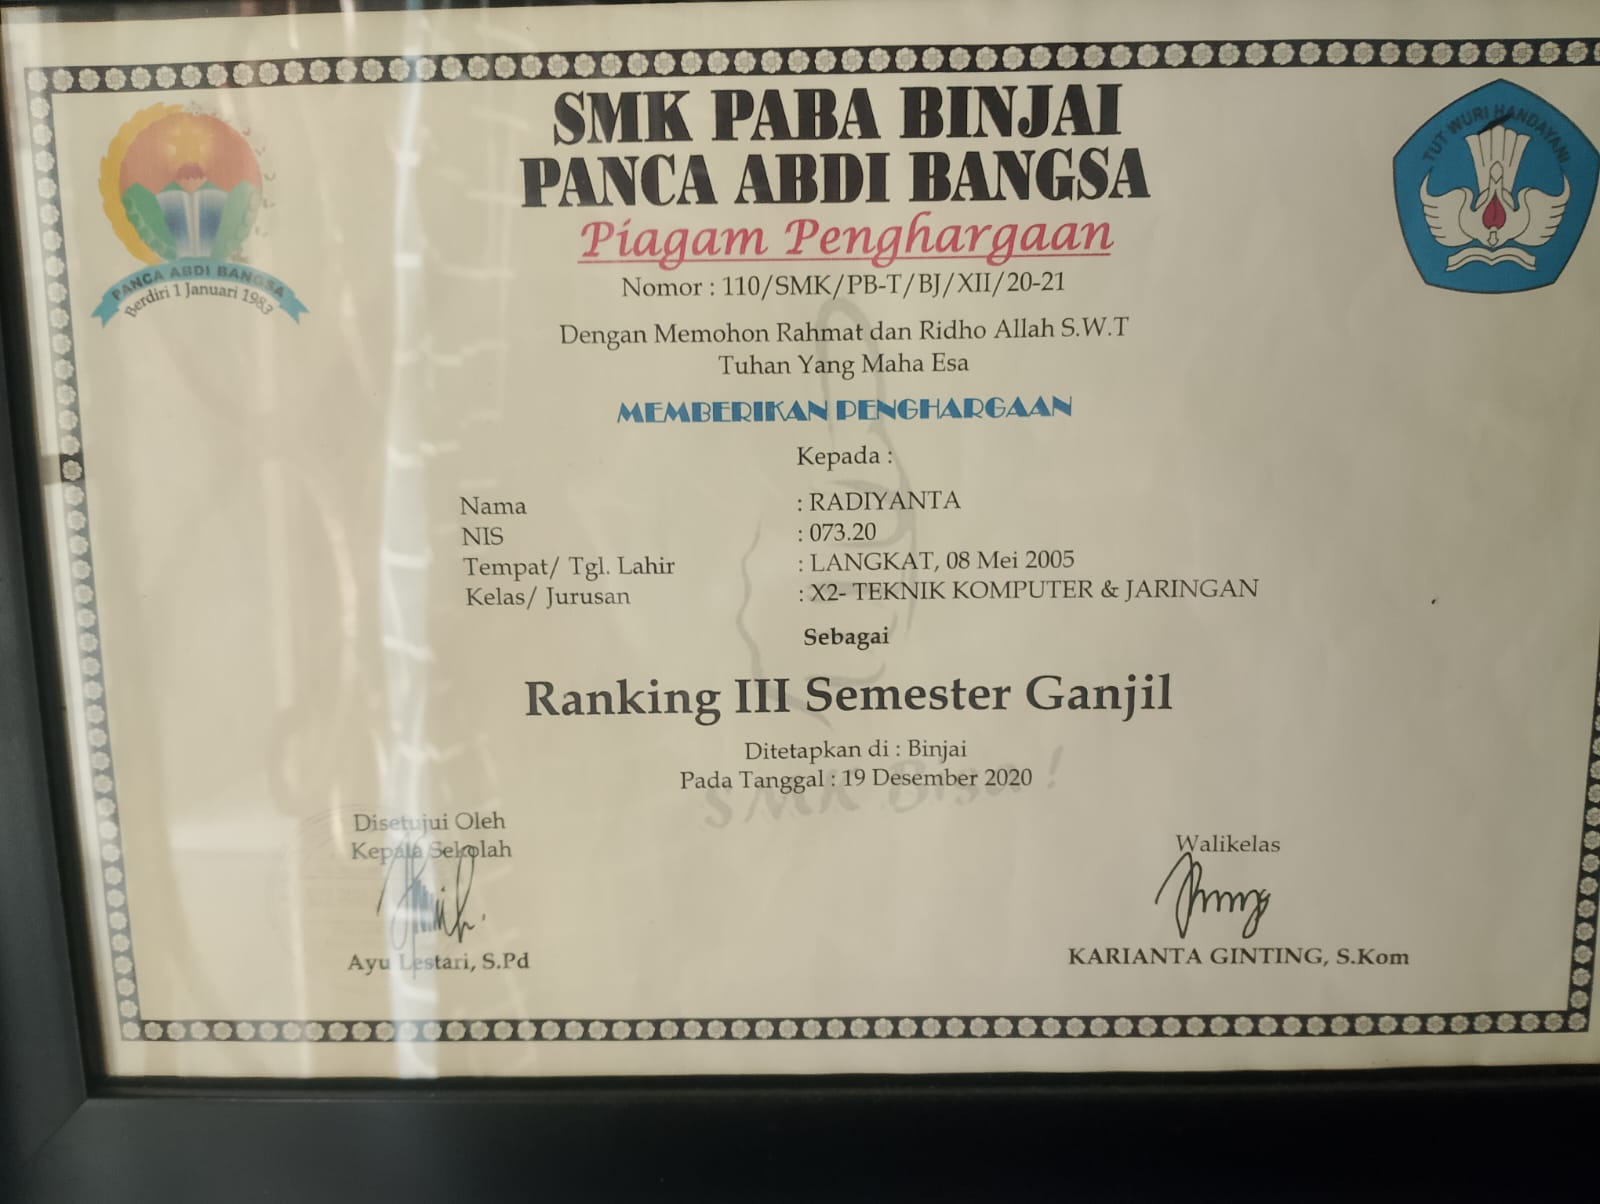 SMK PABA BINJAI
PANCA ABDI BANGSA
Piagam Penghargaan
Nomor : 110/SMK/PB-T/BJ/XII/20-21
Dengan Memohon Rahmat dan Ridho Allah S.W.T
Tuhan Yang Maha Esa
MEMBERIKAN PENGHARGAAN
Kepada :
Nama : RADIYANTA
NIS : 073.20
Tempat/ Tgl. Lahir : LANGKAT, 08 Mei 2005
Kelas/ Jurusan : X2- TEKNIK KOMPUTER & JARINGAN
Sebagai
Ranking III Semester Ganjil
Ditetapkan di : Binjai
Pada Tanggal : 19 Desember 2020
SMK Bisa !
Disetujui Oleh
Kepala Sekolah
Ayu Lestari, S.Pd
Walikelas
KARIANTA GINTING, S.Kom
PANCA ABDI BANGSA
Berdiri 1 Januari 1983
TUT WURI HANDAYANI